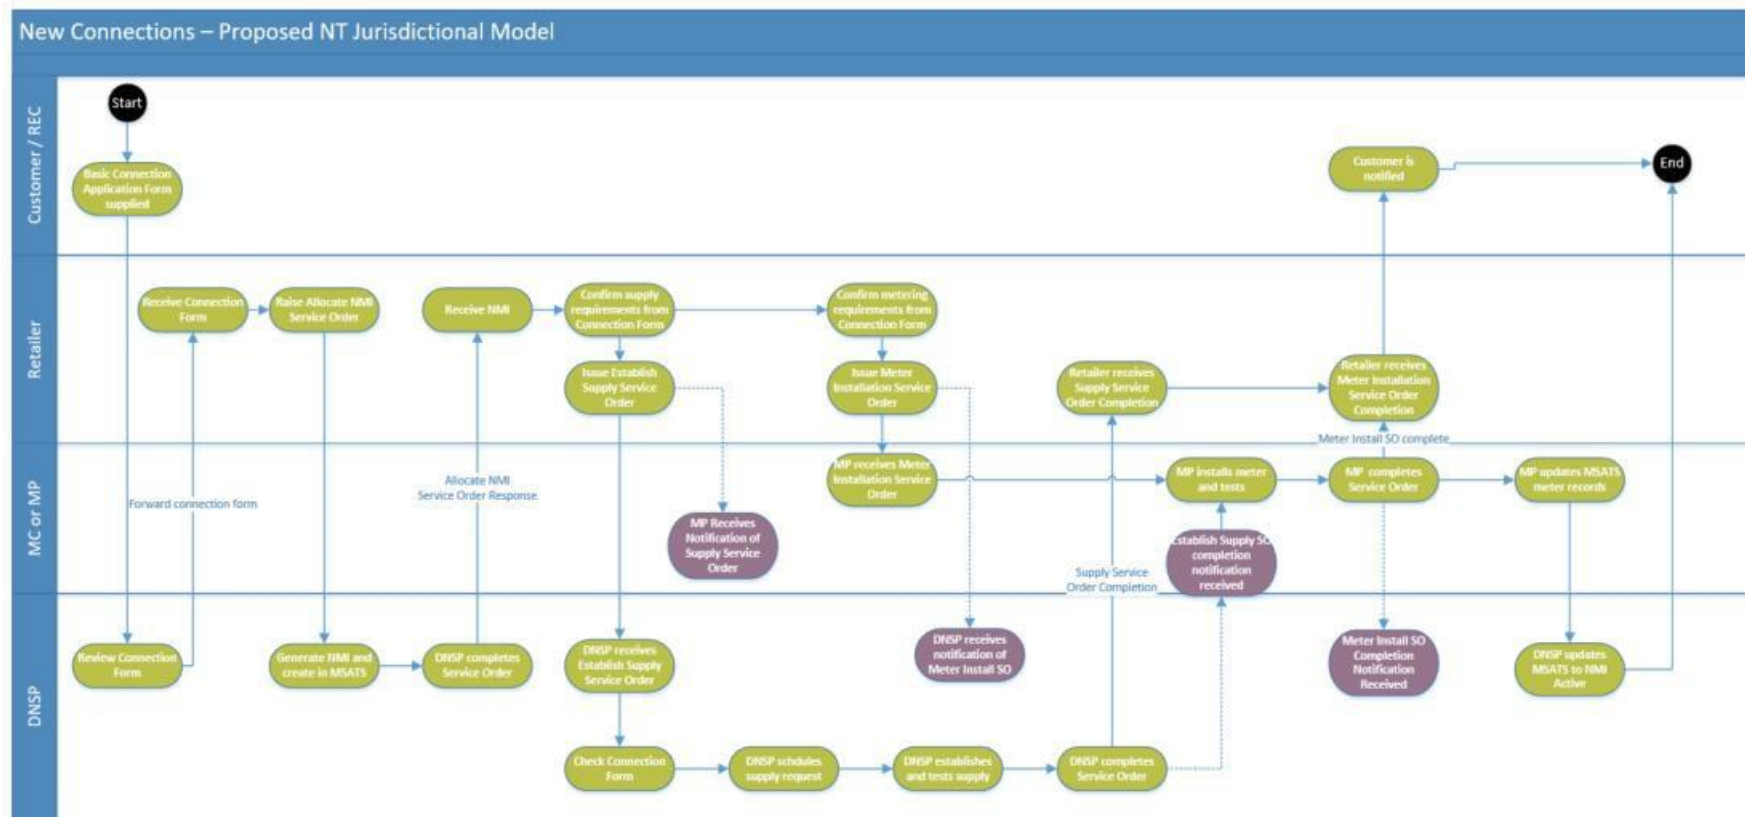 New Connections – Proposed NT Jurisdictional Model
Customer / REC
Start
Basic Connection
Application Form
supplied
Customer is
notified
End
Retailer
Receive Connection
Form
Raise Allocate NMI
Service Order
Receive NMI
Confirm supply
requirements from
Connection Form
Confirm metering
requirements from
Connection Form
Issue Establish
Supply Service
Order
Issue Meter
Installation Service
Order
Retailer receives
Supply Service
Order Completion
Retailer receives
Meter Installation
Service Order
Completion
Meter Install SO complete
MC or MP
Forward connection form
Allocate NMI
Service Order Response
MP Receives
Notification of
Supply Service
Order
MP receives Meter
Installation Service
Order
Supply Service
Order Completion
MP installs meter
and tests
Establish Supply SO
completion
notification
received
MP completes
Service Order
MP updates MSATS
meter records
DNSP
Review Connection
Form
Generate NMI and
create in MSATS
DNSP completes
Service Order
DNSP receives
Establish Supply
Service Order
DNSP receives
notification of
Meter Install SO
Meter Install SO
Completion
Notification
Received
DNSP updates
MSATS to NMI
Active
Check Connection
Form
DNSP schdules
supply request
DNSP establishes
and tests supply
DNSP completes
Service Order